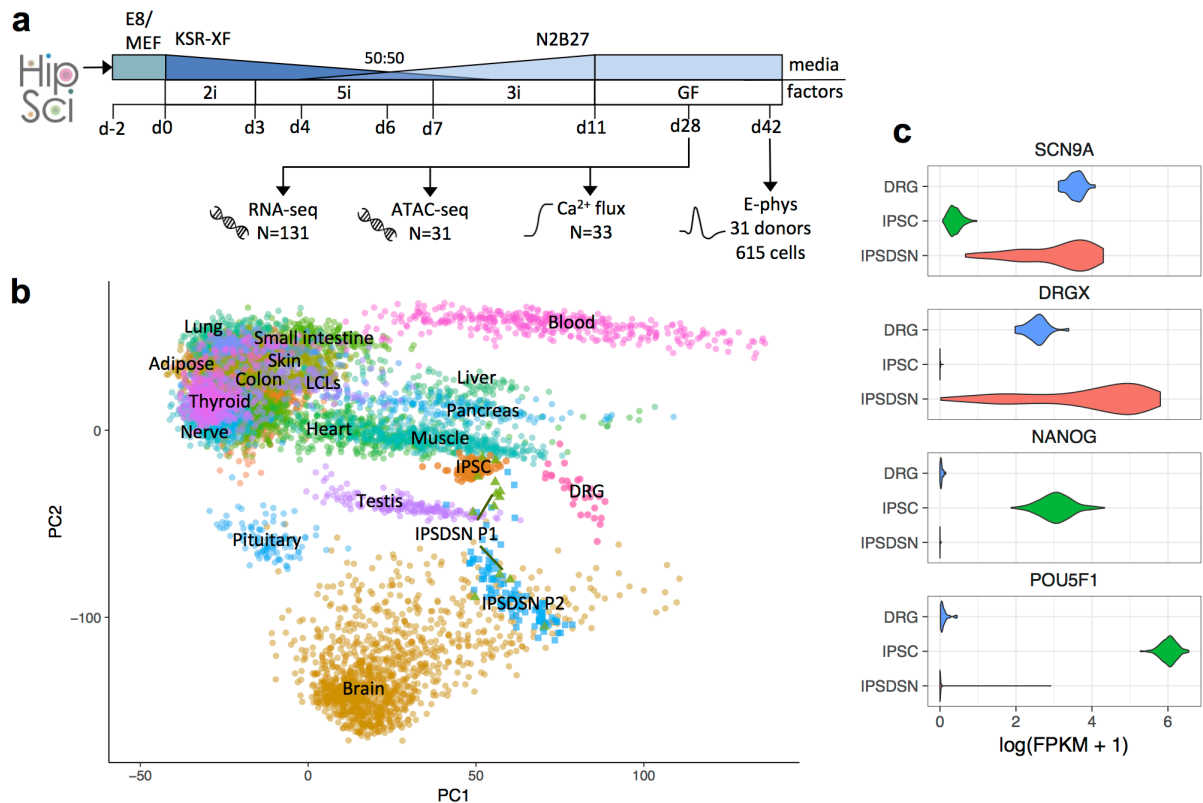 a
E8/
MEF
KSR-XF
50:50
N2B27
media
Hip
Sci
2i
5i
3i
GF
factors
d-2
d0
d3
d4
d6
d7
d11
d28
d42
RNA-seq
N=131
ATAC-seq
N=31
Ca²⁺ flux
N=33
E-phys
31 donors
615 cells
b
Lung
Small Intestine
Blood
Adipose
Skin
Colon
LCLs
Liver
Thyroid
Pancreas
Nerve
Heart
Muscle
IPSC
DRG
Testis
IPSDSN P1
Pituitary
IPSDSN P2
Brain
PC2
0
−100
−50
0
50
100
PC1
c
SCN9A
DRG
IPSC
IPSDSN
DRGX
DRG
IPSC
IPSDSN
NANOG
DRG
IPSC
IPSDSN
POU5F1
DRG
IPSC
IPSDSN
0
2
4
6
log(FPKM + 1)